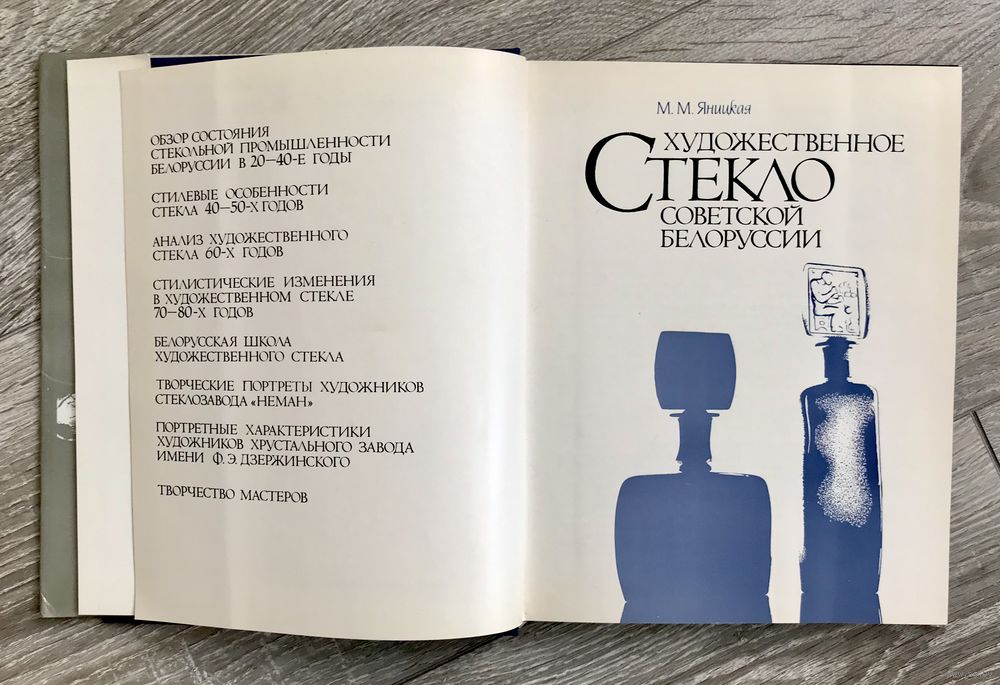 ОБЗОР СОСТОЯНИЯ
СТЕКОЛЬНОЙ ПРОМЫШЛЕННОСТИ
БЕЛОРУССИИ В 20—40-Е ГОДЫ
СТИЛЕВЫЕ ОСОБЕННОСТИ
СТЕКЛА 40—50-Х ГОДОВ
АНАЛИЗ ХУДОЖЕСТВЕННОГО
СТЕКЛА 60-Х ГОДОВ
СТИЛИСТИЧЕСКИЕ ИЗМЕНЕНИЯ
В ХУДОЖЕСТВЕННОМ СТЕКЛЕ
70—80-Х ГОДОВ
БЕЛОРУССКАЯ ШКОЛА
ХУДОЖЕСТВЕННОГО СТЕКЛА
ТВОРЧЕСКИЕ ПОРТРЕТЫ ХУДОЖНИКОВ
СТЕКЛОЗАВОДА «НЕМАН»
ПОРТРЕТНЫЕ ХАРАКТЕРИСТИКИ
ХУДОЖНИКОВ ХРУСТАЛЬНОГО ЗАВОДА
ИМЕНИ Ф. Э. ДЗЕРЖИНСКОГО
ТВОРЧЕСТВО МАСТЕРОВ
М. М. Яницкая
ХУДОЖЕСТВЕННОЕ
СТЕКЛО
СОВЕТСКОЙ
БЕЛОРУССИИ